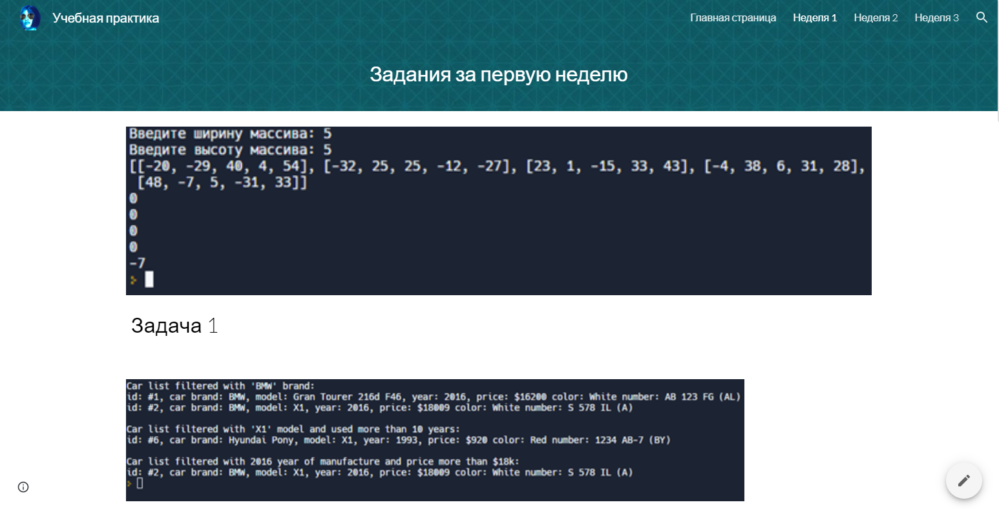 Учебная практика
Главная страница
Неделя 1
Неделя 2
Неделя 3
Задания за первую неделю
Введите ширину массива: 5
Введите высоту массива: 5
[[-20, -29, 40, 4, 54], [-32, 25, 25, -12, -27], [23, 1, -15, 33, 43], [-4, 38, 6, 31, 28],
[48, -7, 5, -31, 33]]
0
0
0
0
-7
>
Задача 1
Car list filtered with 'BMW' brand:
id: #1, car brand: BMW, model: Gran Tourer 216d F46, year: 2016, price: $16200 color: White number: AB 123 FG (AL)
id: #2, car brand: BMW, model: X1, year: 2016, price: $18009 color: White number: S 578 IL (A)
Car list filtered with 'X1' model and used more than 10 years:
id: #6, car brand: Hyundai Pony, model: X1, year: 1993, price: $920 color: Red number: 1234 AB-7 (BY)
Car list filtered with 2016 year of manufacture and price more than $18k:
id: #2, car brand: BMW, model: X1, year: 2016, price: $18009 color: White number: S 578 IL (A)
>